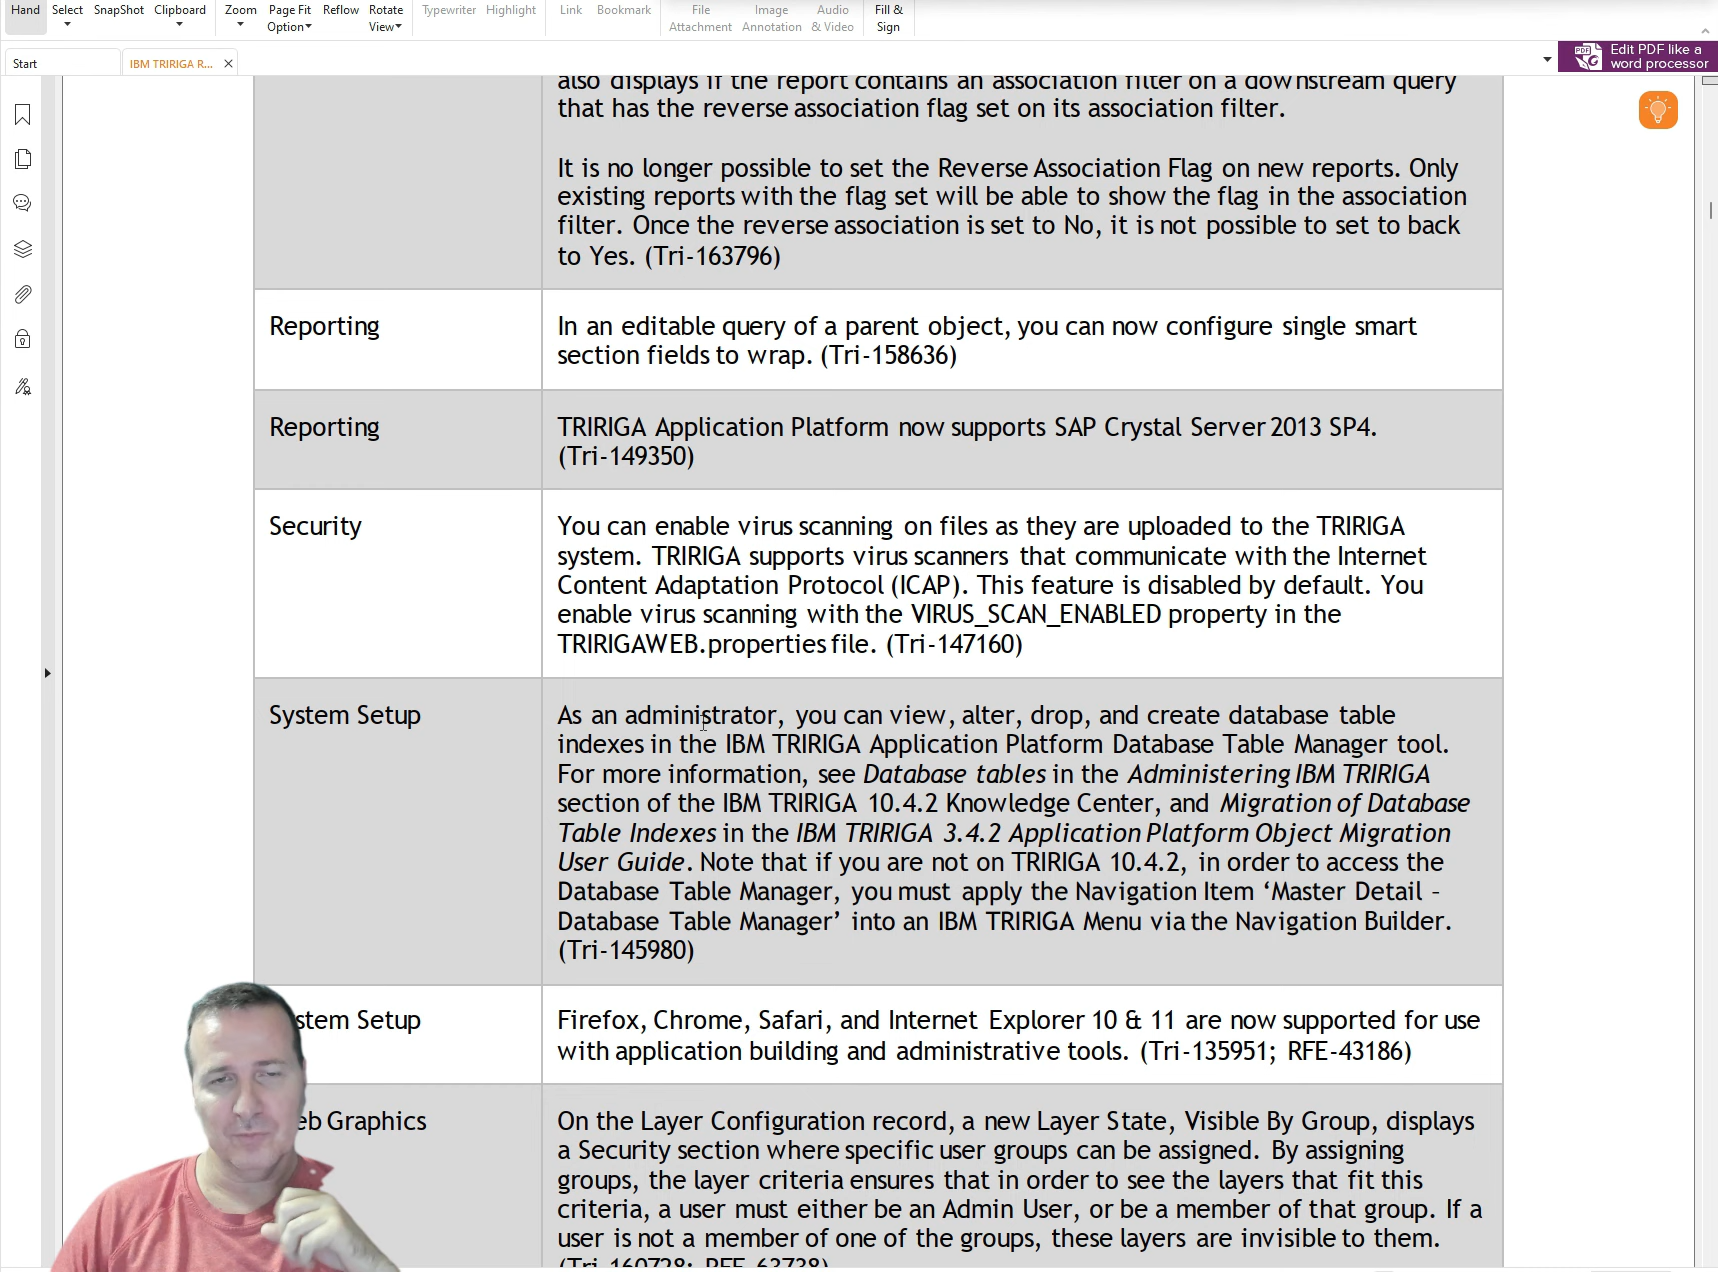 Hand Select SnapShot Clipboard Zoom Page Fit Option Reflow Rotate View Typewriter Highlight Link Bookmark File Attachment Image Annotation Audio & Video Fill & Sign
Start
IBM TRIRIGA R...
Edit PDF like a
word processor
also displays if the report contains an association filter on a downstream query
that has the reverse association flag set on its association filter.
It is no longer possible to set the Reverse Association Flag on new reports. Only
existing reports with the flag set will be able to show the flag in the association
filter. Once the reverse association is set to No, it is not possible to set to back
to Yes. (Tri-163796)
Reporting
In an editable query of a parent object, you can now configure single smart
section fields to wrap. (Tri-158636)
Reporting
TRIRIGA Application Platform now supports SAP Crystal Server 2013 SP4.
(Tri-149350)
Security
You can enable virus scanning on files as they are uploaded to the TRIRIGA
system. TRIRIGA supports virus scanners that communicate with the Internet
Content Adaptation Protocol (ICAP). This feature is disabled by default. You
enable virus scanning with the VIRUS_SCAN_ENABLED property in the
TRIRIGAWEB.properties file. (Tri-147160)
System Setup
As an administrator, you can view, alter, drop, and create database table
indexes in the IBM TRIRIGA Application Platform Database Table Manager tool.
For more information, see Database tables in the Administering IBM TRIRIGA
section of the IBM TRIRIGA 10.4.2 Knowledge Center, and Migration of Database
Table Indexes in the IBM TRIRIGA 3.4.2 Application Platform Object Migration
User Guide. Note that if you are not on TRIRIGA 10.4.2, in order to access the
Database Table Manager, you must apply the Navigation Item ‘Master Detail –
Database Table Manager’ into an IBM TRIRIGA Menu via the Navigation Builder.
(Tri-145980)
stem Setup
Firefox, Chrome, Safari, and Internet Explorer 10 & 11 are now supported for use
with application building and administrative tools. (Tri-135951; RFE-43186)
eb Graphics
On the Layer Configuration record, a new Layer State, Visible By Group, displays
a Security section where specific user groups can be assigned. By assigning
groups, the layer criteria ensures that in order to see the layers that fit this
criteria, a user must either be an Admin User, or be a member of that group. If a
user is not a member of one of the groups, these layers are invisible to them.
(Tri-160728; RFE-63738)